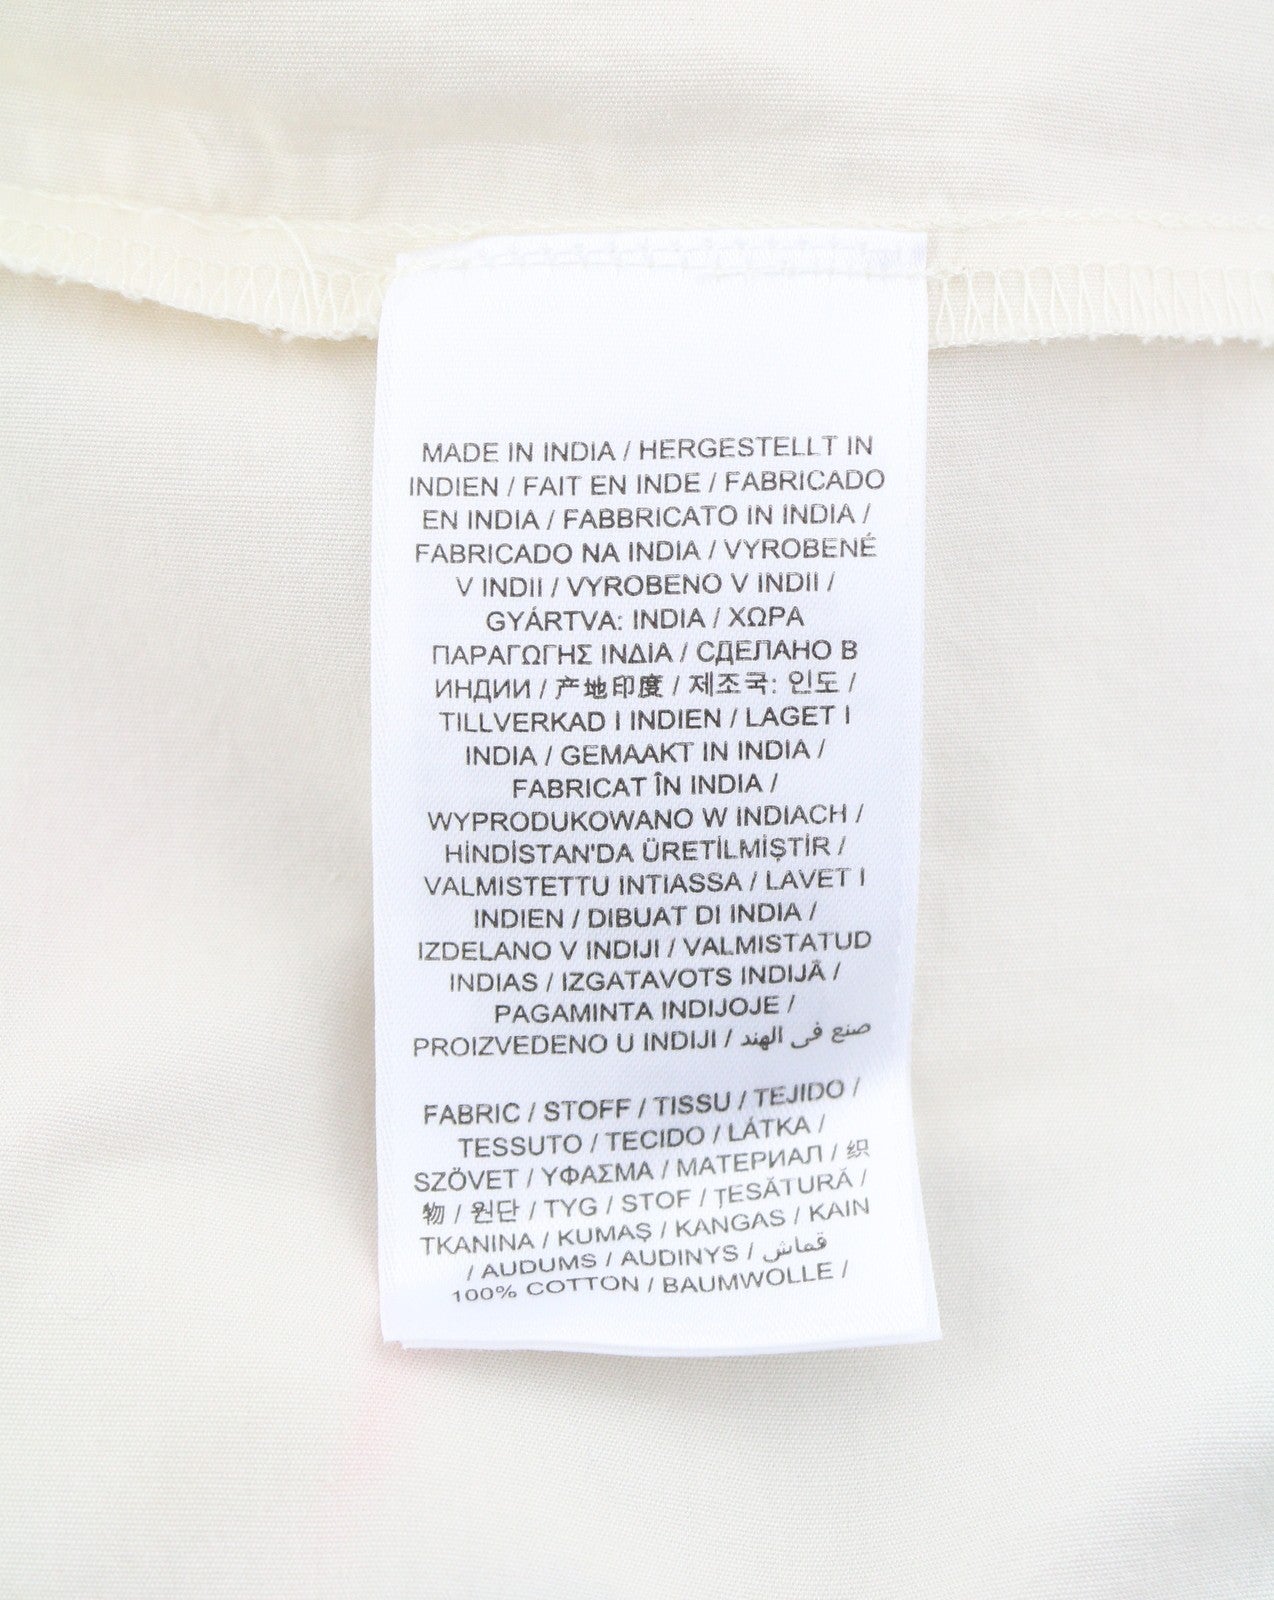 MADE IN INDIA / HERGESTELLT IN
INDIEN / FAIT EN INDE / FABRICADO
EN INDIA / FABBRICATO IN INDIA /
FABRICADO NA INDIA / VYROBENÉ
V INDII / VYROBENO V INDII /
GYÁRTVA: INDIA / ΧΩΡΑ
ΠΑΡΑΓΩΓΗΣ ΙΝΔΙΑ / СДЕЛАНО В
ИНДИИ / 产地印度 / 제조국: 인도 /
TILLVERKAD I INDIEN / LAGET I
INDIA / GEMAAKT IN INDIA /
FABRICAT ÎN INDIA /
WYPRODUKOWANO W INDIACH /
HİNDİSTAN'DA ÜRETİLMİŞTİR /
VALMISTETTU INTIASSA / LAVET I
INDIEN / DIBUAT DI INDIA /
IZDELANO V INDIJI / VALMISTATUD
INDIAS / IZGATAVOTS INDIJĀ /
PAGAMINTA INDIJOJE /
PROIZVEDENO U INDIJI / صنع في الهند
FABRIC / STOFF / TISSU / TEJIDO /
TESSUTO / TECIDO / LÁTKA /
SZÖVET / ΥΦΑΣΜΑ / МАТЕРИАЛ / 织
物 / 원단 / TYG / STOF / ŢESĂTURĂ /
TKANINA / KUMAŞ / KANGAS / KAIN
/ AUDUMS / AUDINYS / قماش
100% COTTON / BAUMWOLLE /